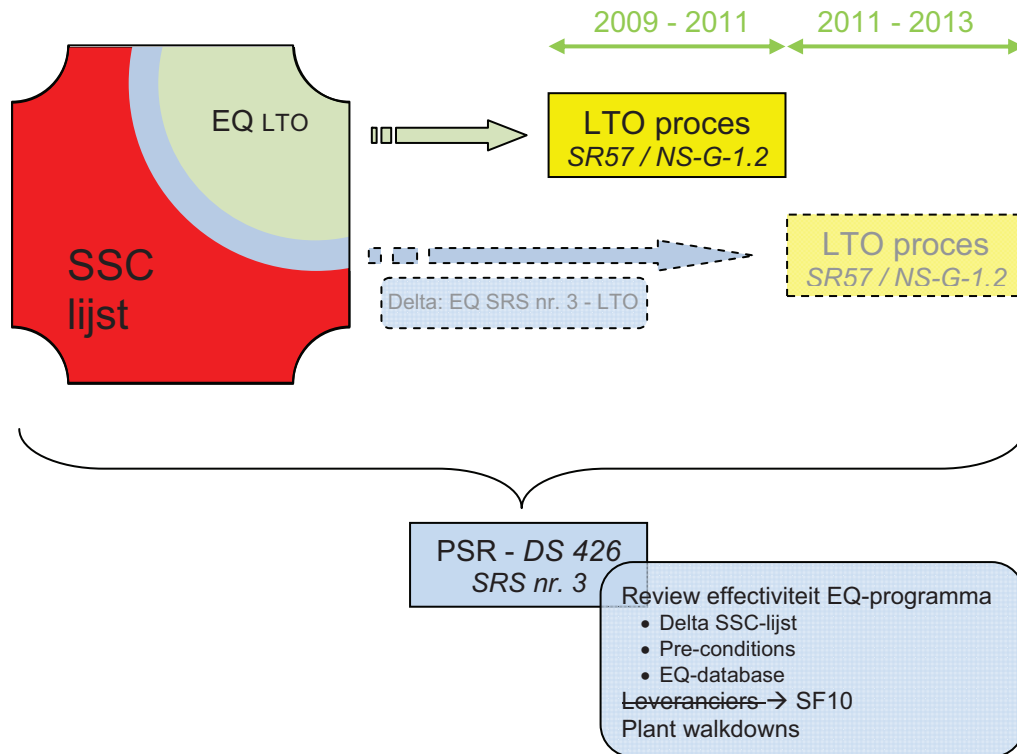 2009 - 2011
2011 - 2013
EQ LTO
LTO proces
SR57 / NS-G-1.2
SSC
lijst
LTO proces
SR57 / NS-G-1.2
Delta: EQ SRS nr. 3 - LTO
PSR - DS 426
SRS nr. 3
Review effectiviteit EQ-programma
• Delta SSC-lijst
• Pre-conditions
• EQ-database
Leveranciers → SF10
Plant walkdowns